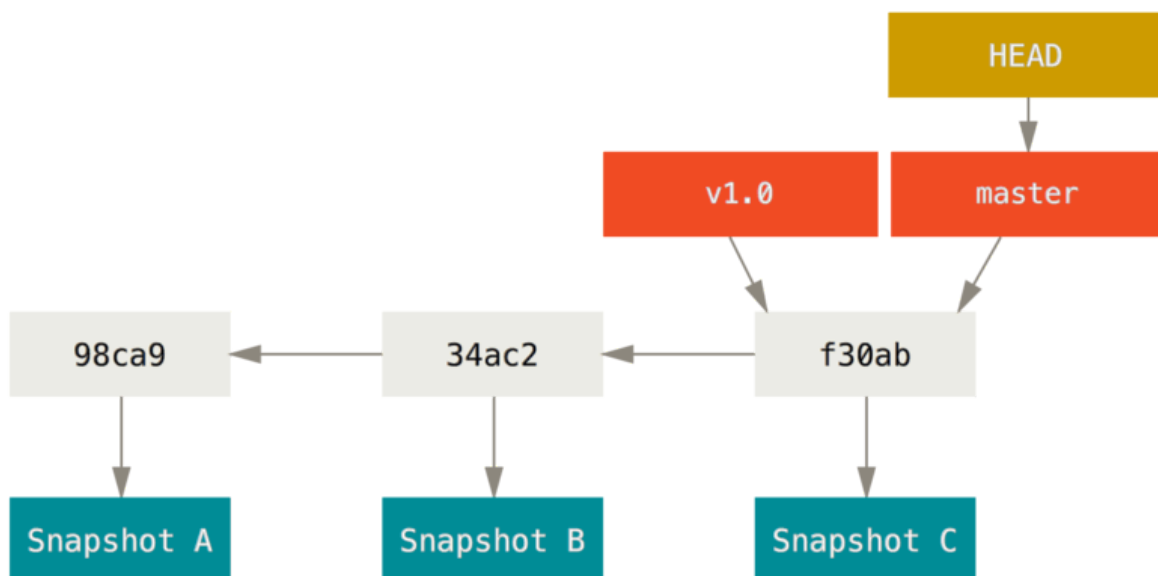 HEAD
v1.0
master
98ca9
34ac2
f30ab
Snapshot A
Snapshot B
Snapshot C